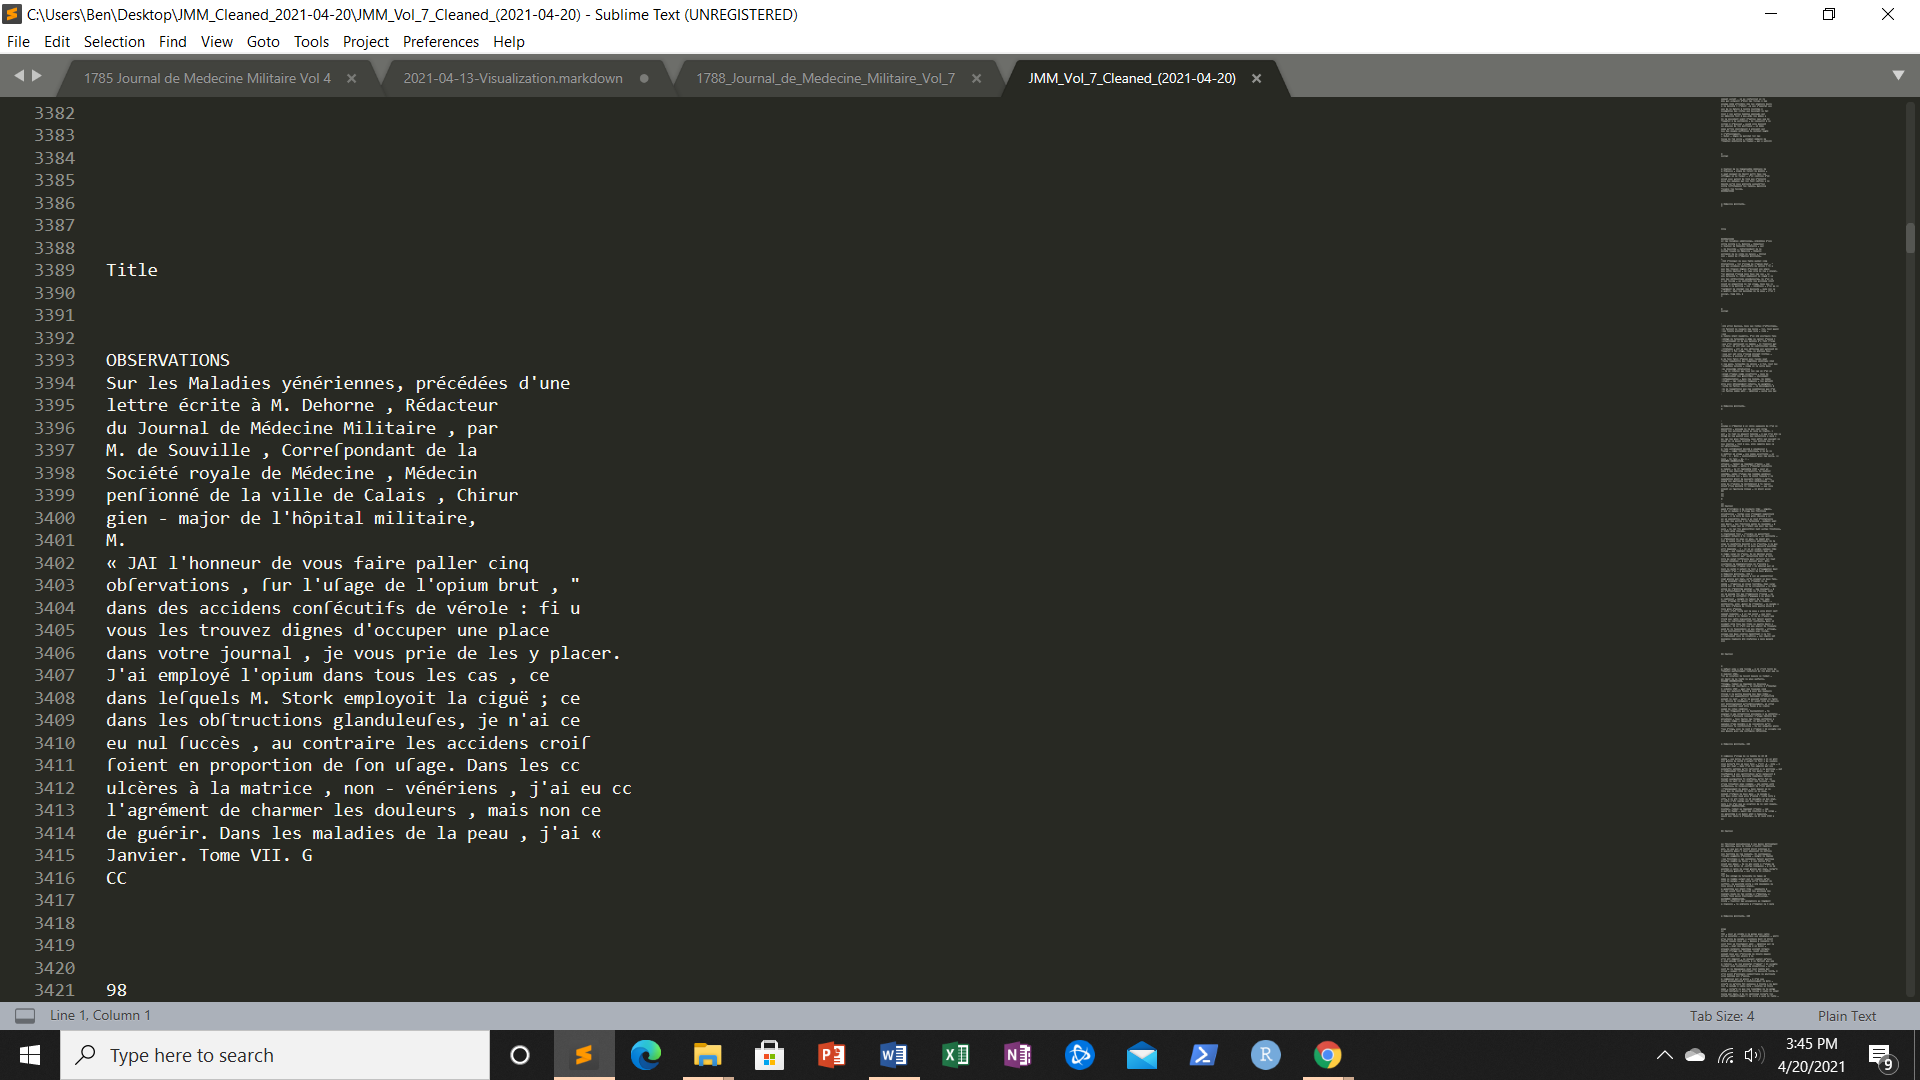 C:\Users\Ben\Desktop\JMM_Cleaned_2021-04-20\JMM_Vol_7_Cleaned_(2021-04-20) - Sublime Text (UNREGISTERED)
File Edit Selection Find View Goto Tools Project Preferences Help
1785 Journal de Medecine Militaire Vol 4
2021-04-13-Visualization.markdown
1788_Journal_de_Medecine_Militaire_Vol_7
JMM_Vol_7_Cleaned_(2021-04-20)
3382
3383
3384
3385
3386
3387
3388
3389 Title
3390
3391
3392
3393 OBSERVATIONS
3394 Sur les Maladies yénériennes, précédées d'une
3395 lettre écrite à M. Dehorne , Rédacteur
3396 du Journal de Médecine Militaire , par
3397 M. de Souville , Correſpondant de la
3398 Société royale de Médecine , Médecin
3399 penſionné de la ville de Calais , Chirur
3400 gien - major de l'hôpital militaire,
3401 M.
3402 « JAI l'honneur de vous faire paller cinq
3403 obſervations , ſur l'uſage de l'opium brut , "
3404 dans des accidens conſécutifs de vérole : fi u
3405 vous les trouvez dignes d'occuper une place
3406 dans votre journal , je vous prie de les y placer.
3407 J'ai employé l'opium dans tous les cas , ce
3408 dans leſquels M. Stork employoit la ciguë ; ce
3409 dans les obſtructions glanduleuſes, je n'ai ce
3410 eu nul ſuccès , au contraire les accidens croiſ
3411 ſoient en proportion de ſon uſage. Dans les cc
3412 ulcères à la matrice , non - vénériens , j'ai eu cc
3413 l'agrément de charmer les douleurs , mais non ce
3414 de guérir. Dans les maladies de la peau , j'ai «
3415 Janvier. Tome VII. G
3416 CC
3417
3418
3419
3420
3421 98
Line 1, Column 1
Tab Size: 4
Plain Text
Type here to search
3:45 PM
4/20/2021
9